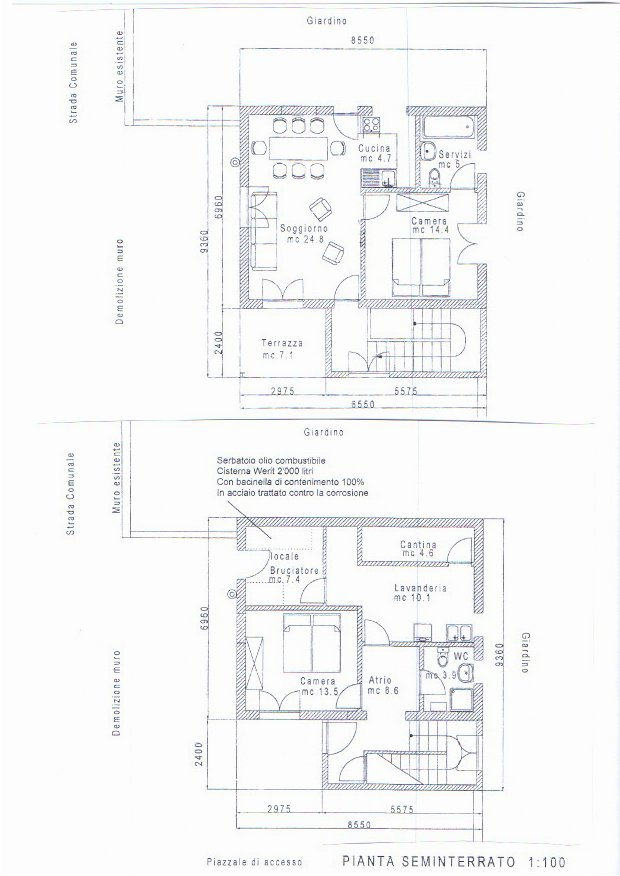 Giardino
8550
Strada Comunale
Muro esistente
Cucina
mc 4.7
Servizi
mc 5
Camera
mc 14.4
Soggiorno
mc 24.8
6960
9360
Giardino
Demolizione muro
2400
Terrazza
mc 7.1
2975
5575
8550
Giardino
Strada Comunale
Muro esistente
Serbatoio olio combustibile
Cisterna Werit 2'000 litri
Con bacinella di contenimento 100%
In acciaio trattato contro la corrosione
locale
Bruciatore
mc 7.4
Cantina
mc 4.6
Lavanderia
mc 10.1
6960
9360
Giardino
Demolizione muro
WC
mc 3.9
Camera
mc 13.5
Atrio
mc 8.6
2400
2975
5575
8550
Piazzale di accesso
PIANTA SEMINTERRATO 1:100